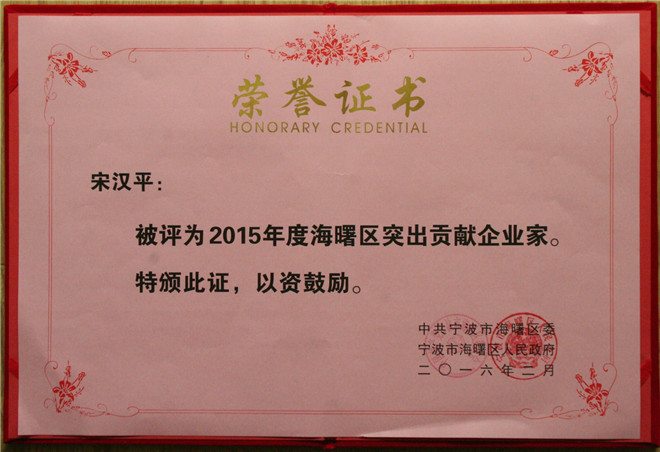 荣誉证书
HONORARY CREDENTIAL
宋汉平：
被评为2015年度海曙区突出贡献企业家。
特颁此证，以资鼓励。
中共宁波市海曙区委
宁波市海曙区人民政府
二〇一六年二月